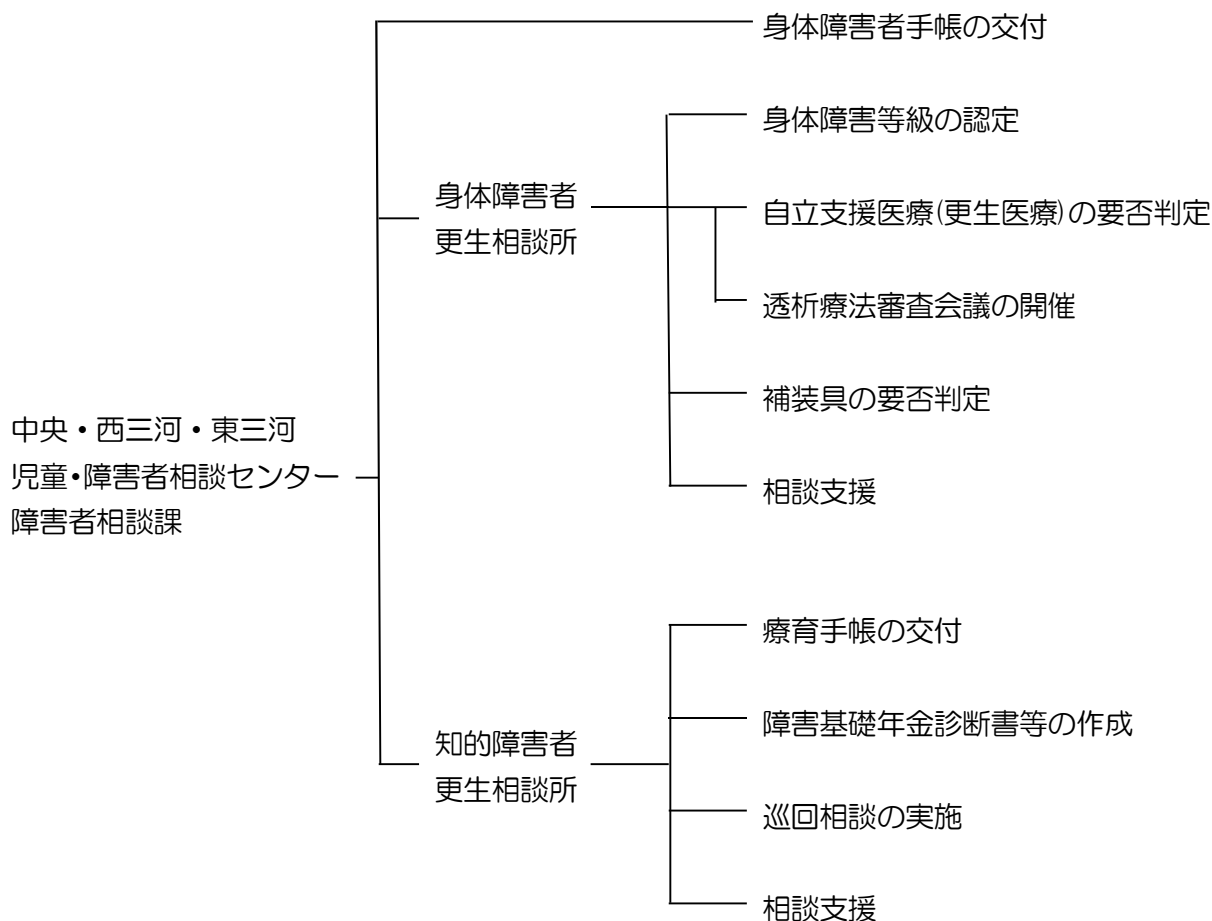 身体障害者手帳の交付
身体障害等級の認定
身体障害者
更生相談所
自立支援医療(更生医療)の要否判定
透析療法審査会議の開催
補装具の要否判定
中央・西三河・東三河
児童・障害者相談センター
障害者相談課
相談支援
療育手帳の交付
障害基礎年金診断書等の作成
知的障害者
更生相談所
巡回相談の実施
相談支援